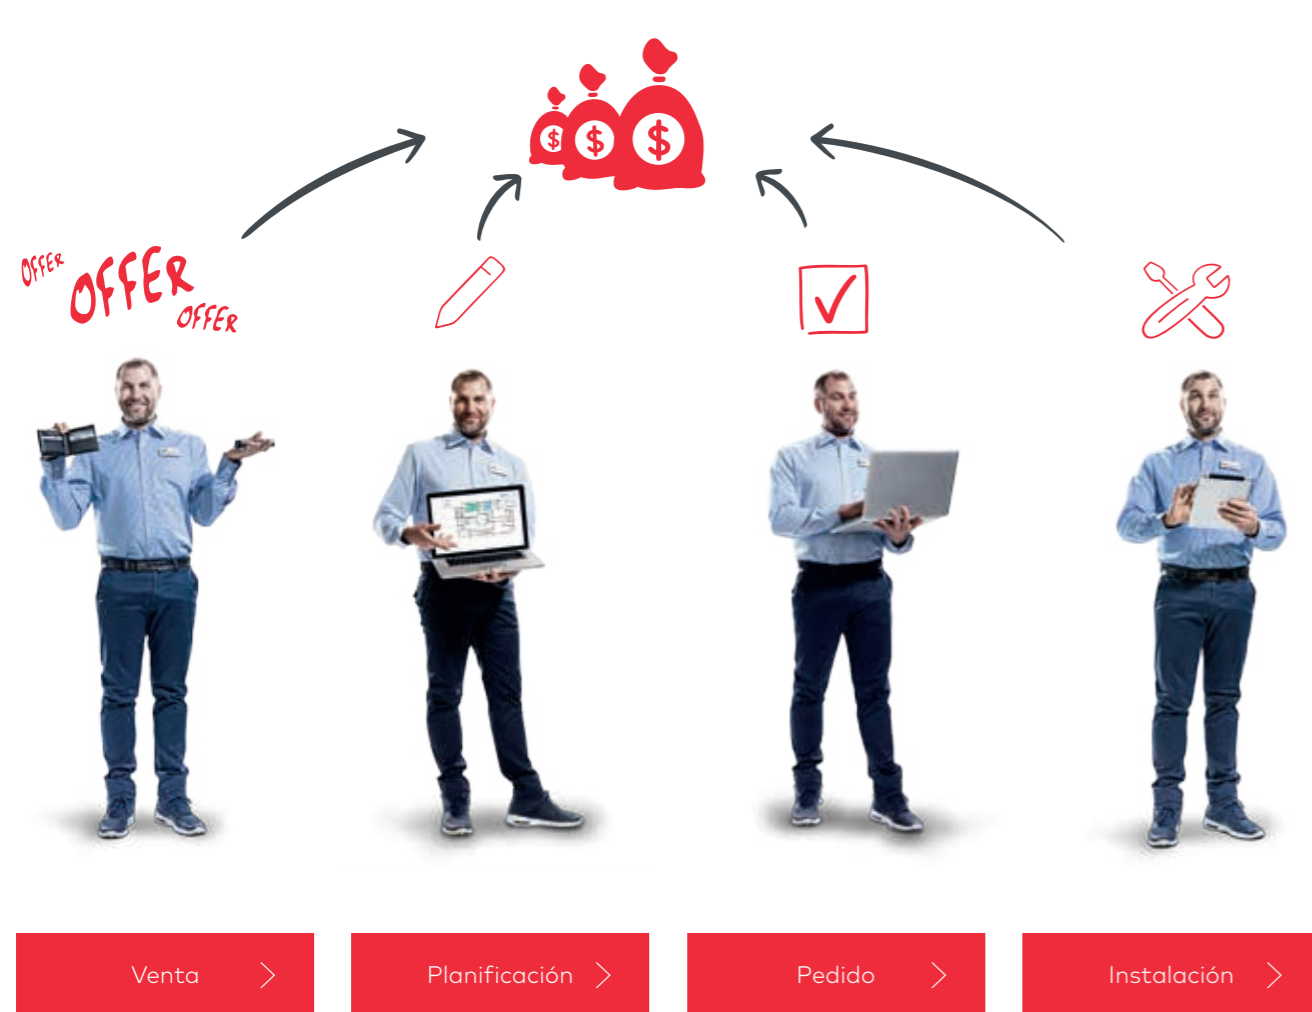 $ $ $
OFFER
OFFER
OFFER
Venta
Planificación
Pedido
Instalación